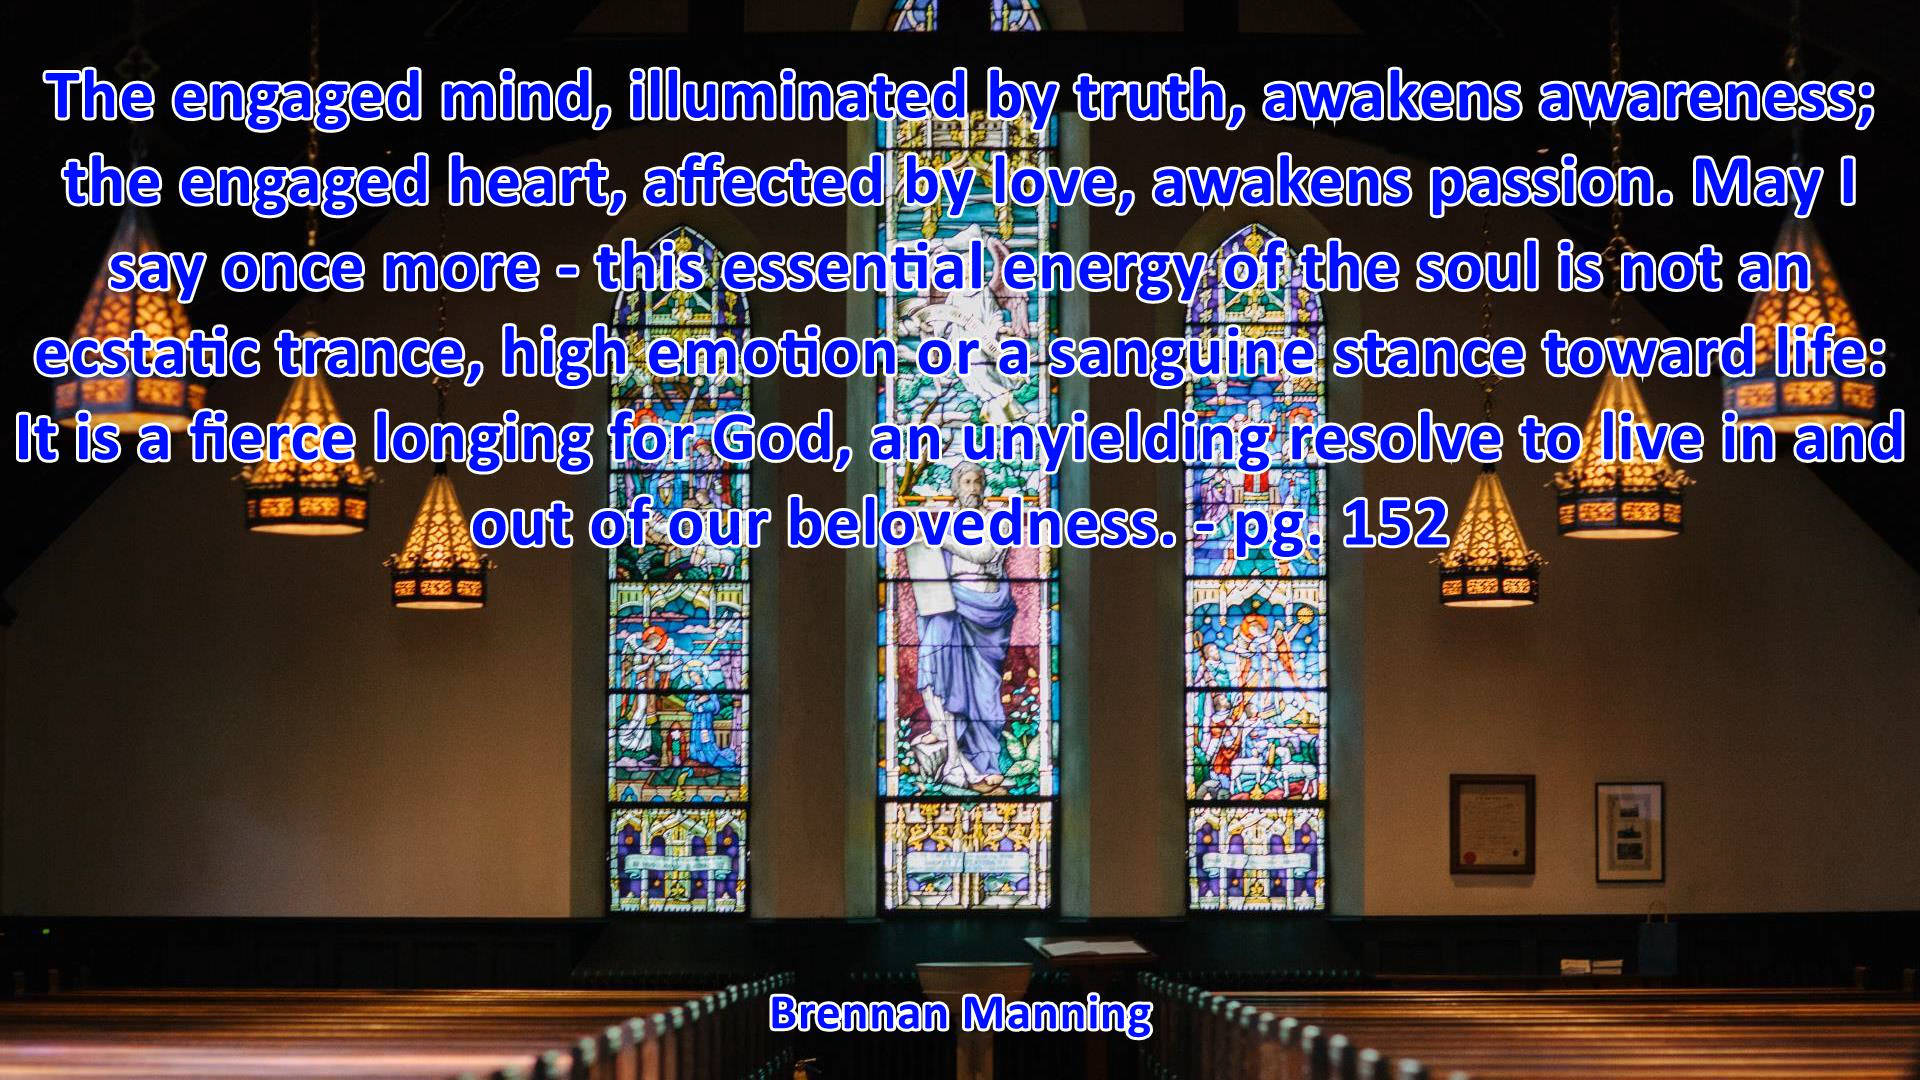 The engaged mind, illuminated by truth, awakens awareness;
the engaged heart, affected by love, awakens passion. May I
say once more - this essential energy of the soul is not an
ecstatic trance, high emotion or a sanguine stance toward life:
It is a fierce longing for God, an unyielding resolve to live in and
out of our belovedness. - pg. 152
Brennan Manning